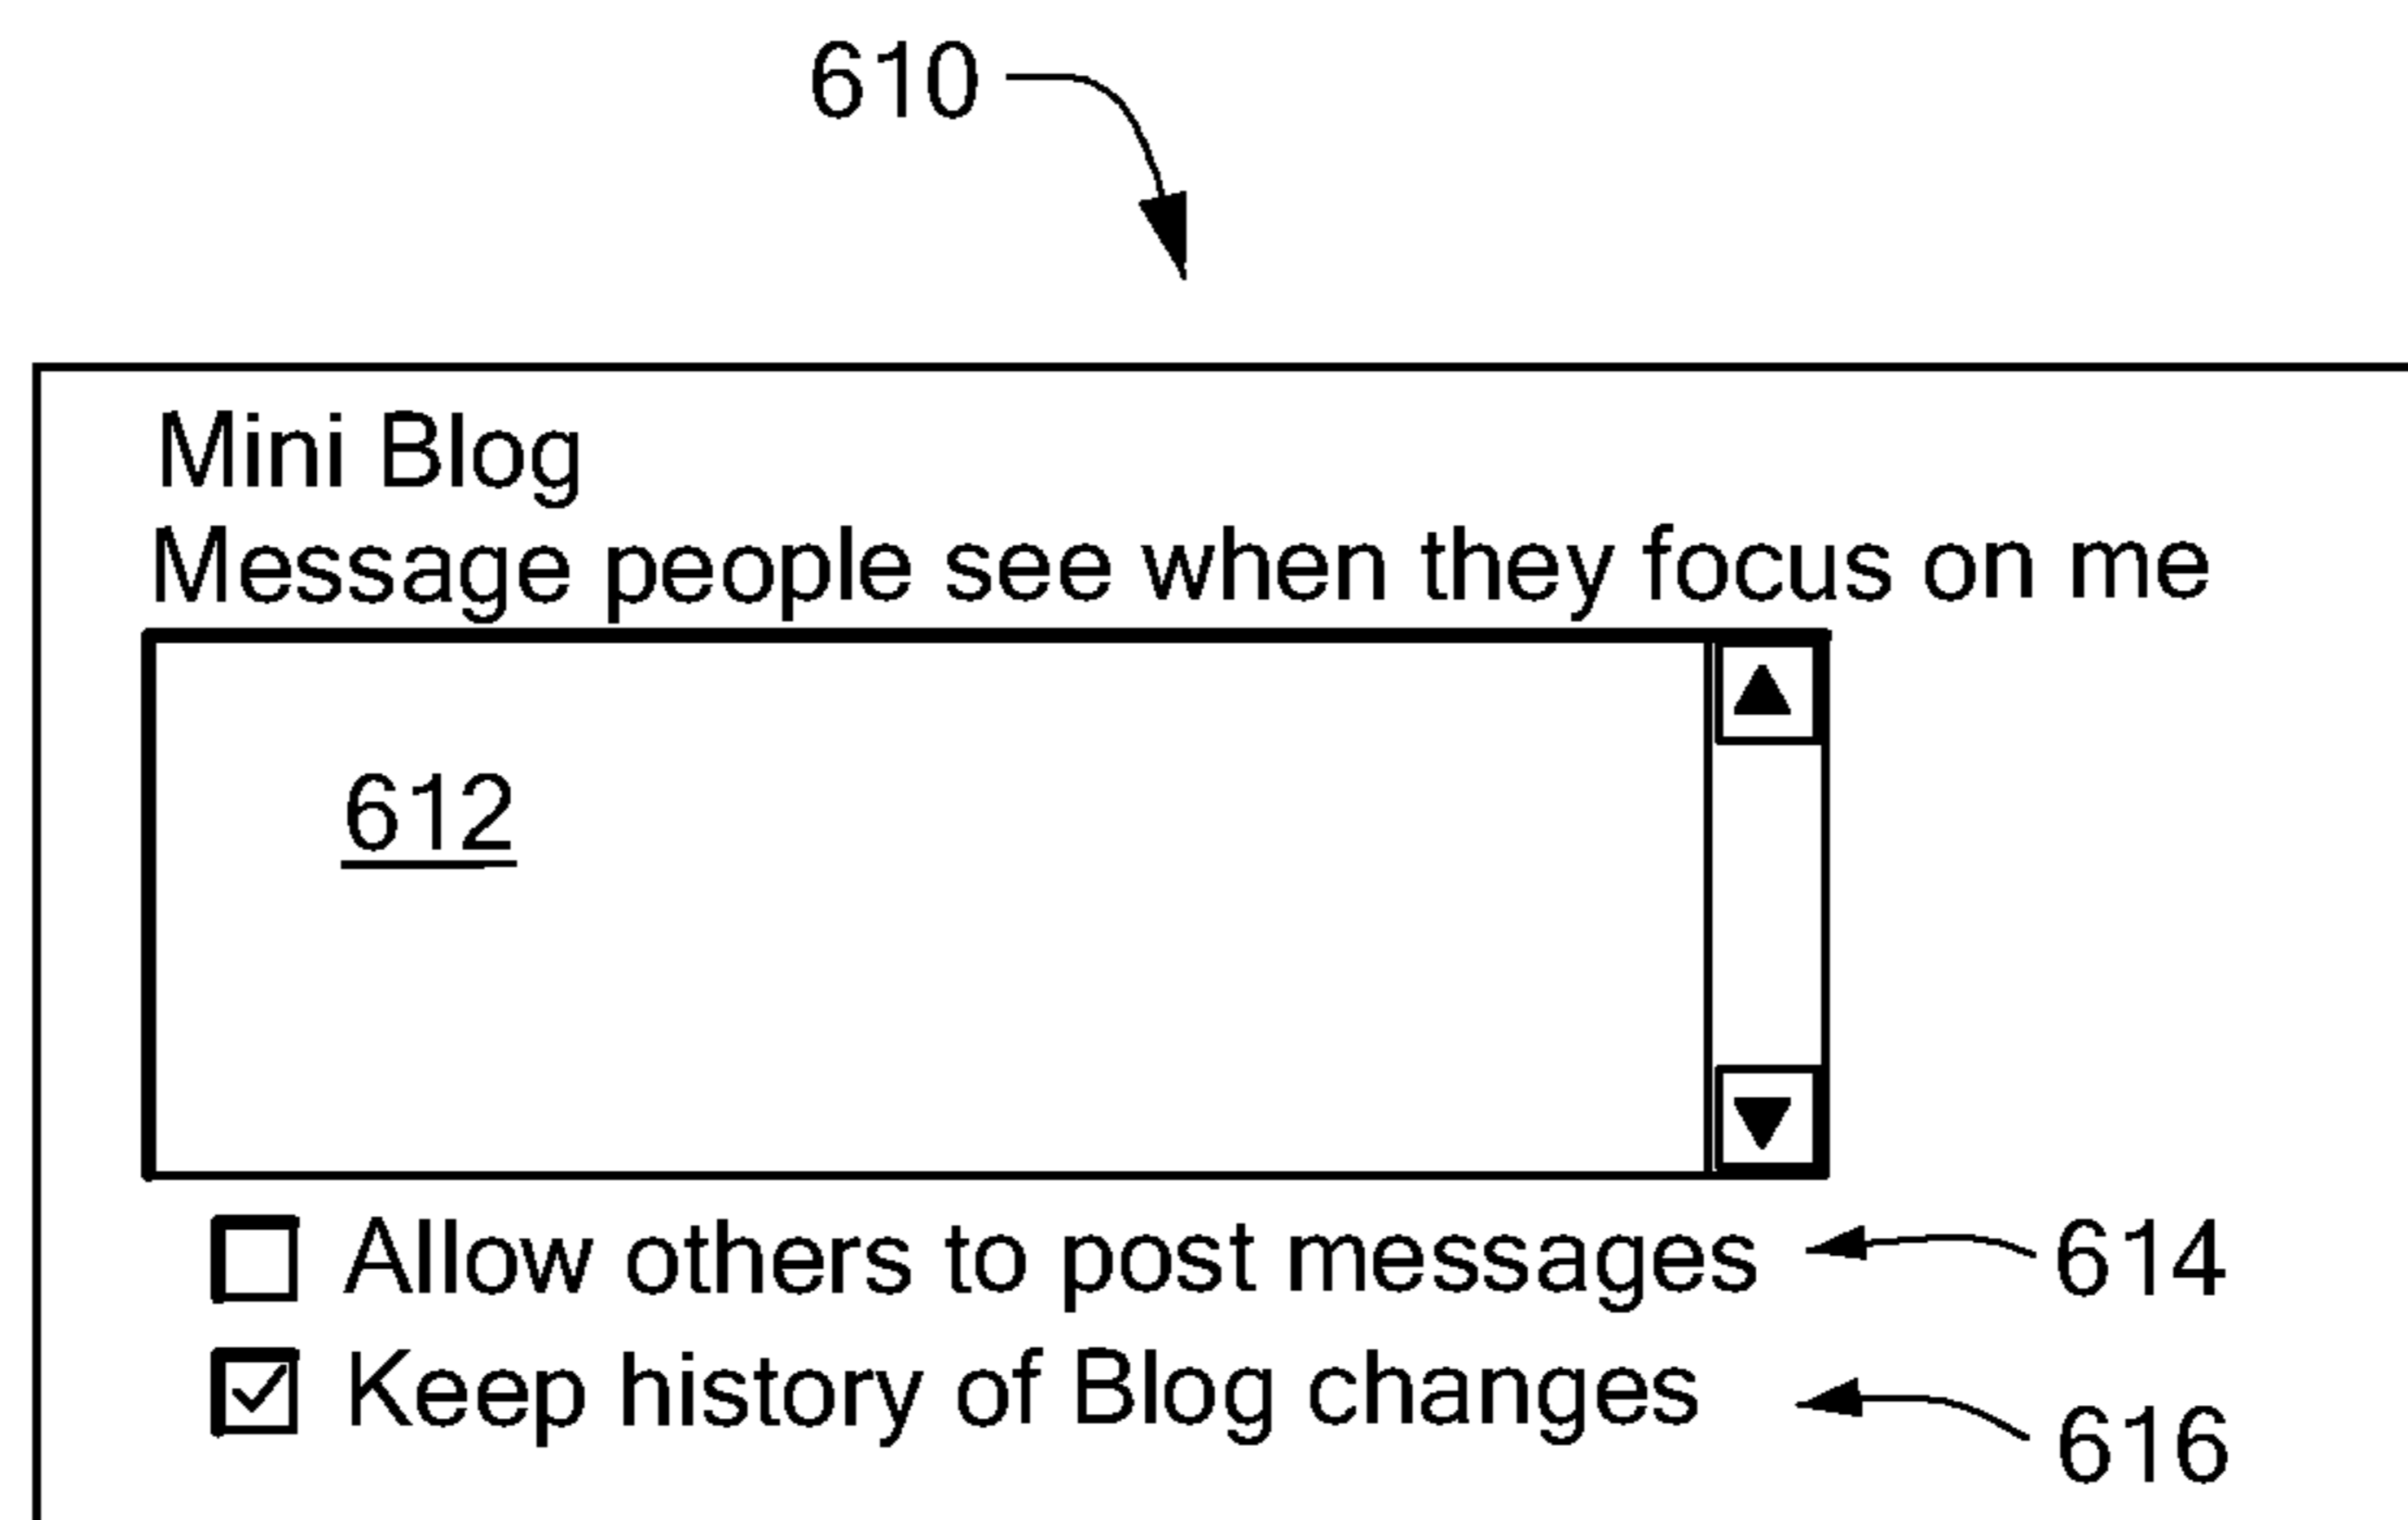 610
Mini Blog
Message people see when they focus on me
612
Allow others to post messages 614
Keep history of Blog changes 616